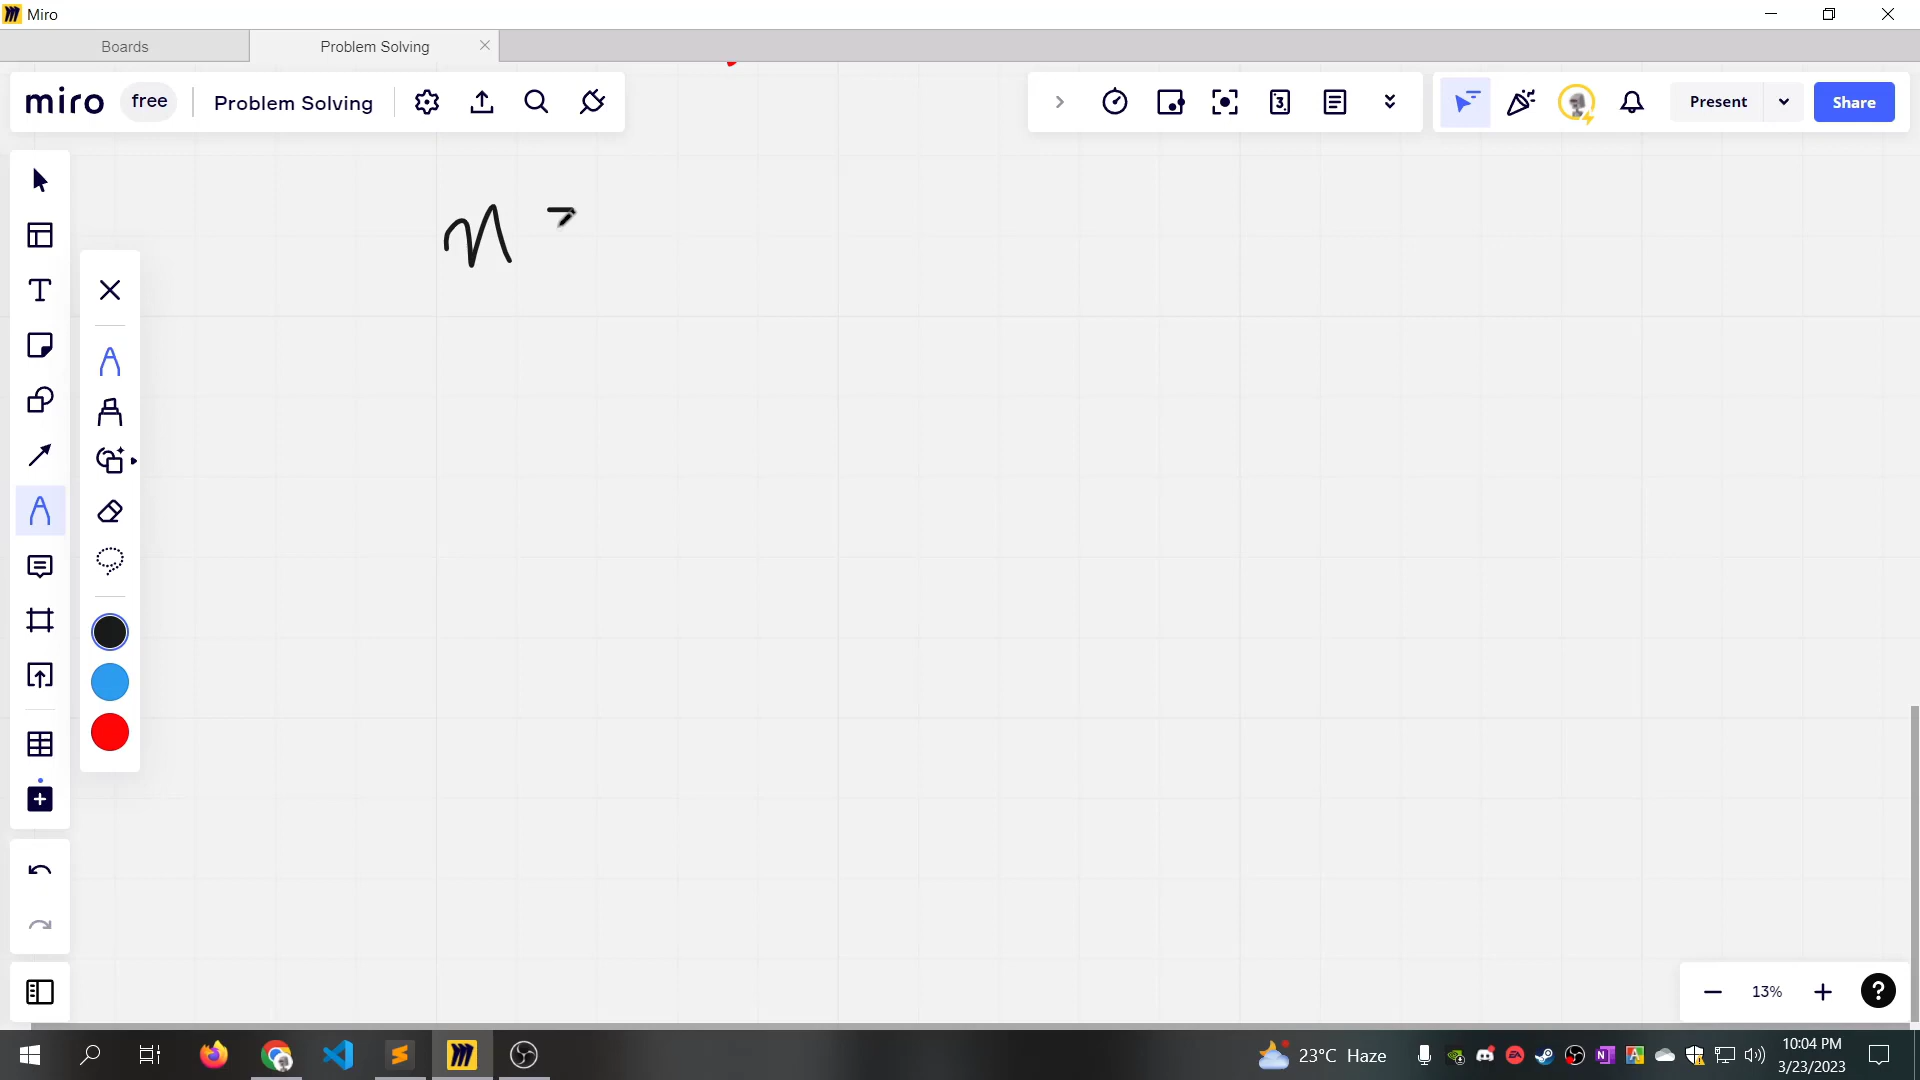 Miro
Boards
Problem Solving
miro
free
Problem Solving
3
Present
Share
n
13%
?
23°C Haze
10:04 PM
3/23/2023